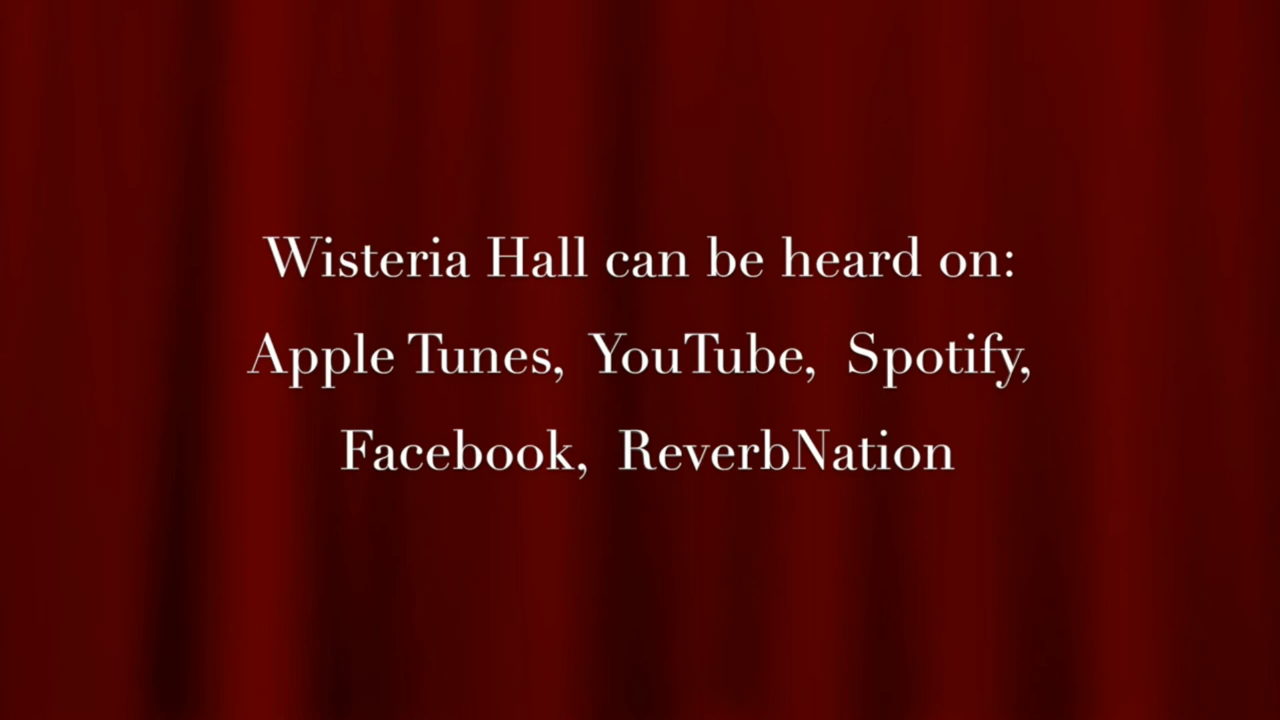 Wisteria Hall can be heard on:
Apple Tunes, YouTube, Spotify,
Facebook, ReverbNation